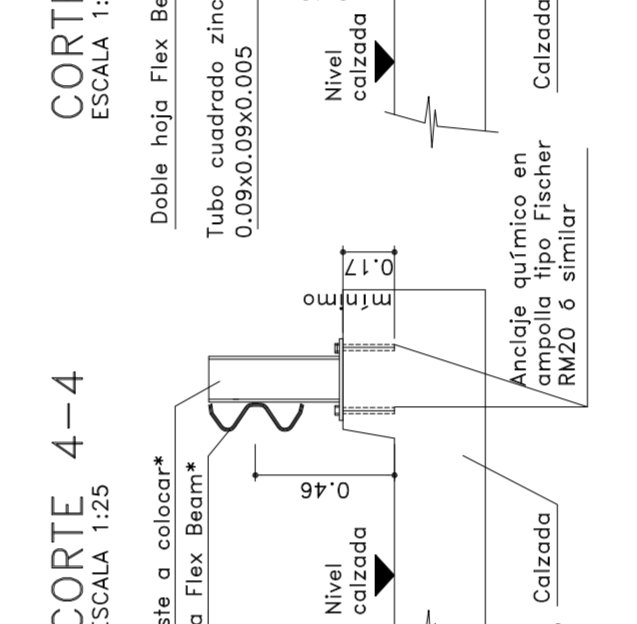 CORTE 4-4
ESCALA 1:25
ste a colocar*
a Flex Beam*
0.46
Nivel
calzada
Calzada
mínimo
0.17
Anclaje químico en
ampolla tipo Fischer
RM20 ó similar
CORTE
ESCALA 1:
Doble hoja Flex Be
Tubo cuadrado zinc
0.09x0.09x0.005
Nivel
calzada
Calzada